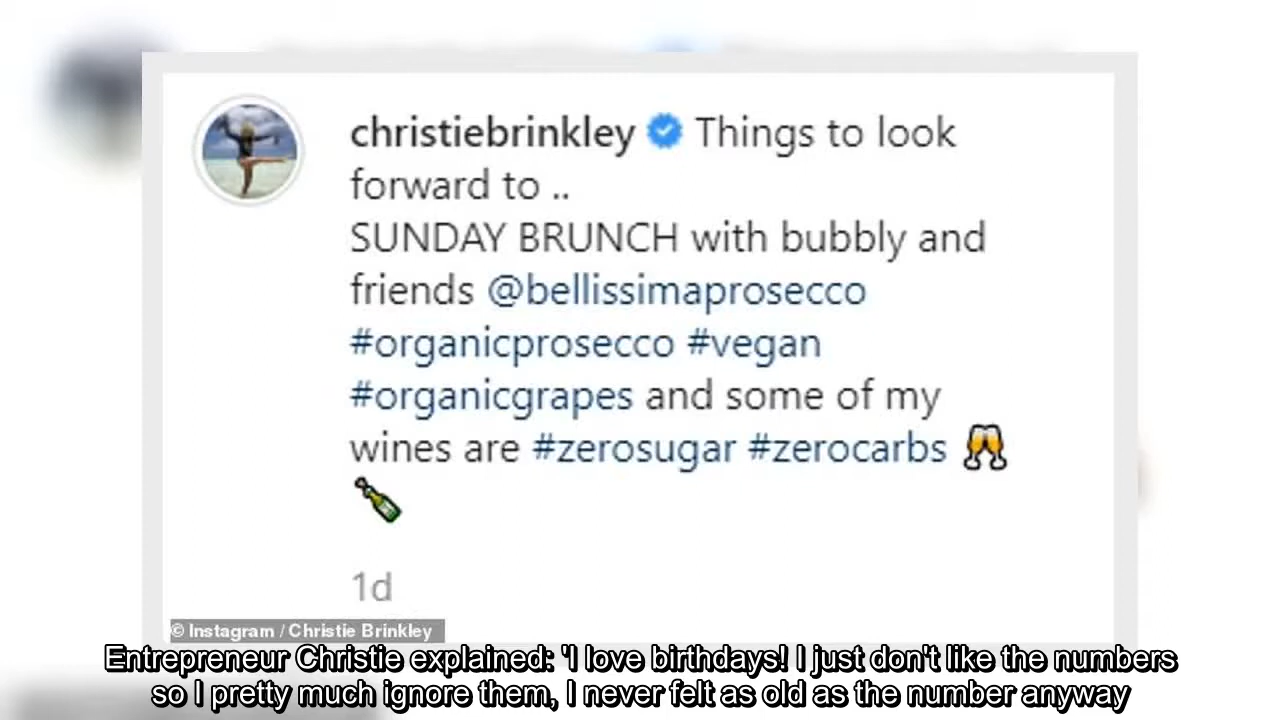 christiebrinkley Things to look
forward to ..
SUNDAY BRUNCH with bubbly and
friends @bellissimaprosecco
#organicprosecco #vegan
#organicgrapes and some of my
wines are #zerosugar #zerocarbs 🥂
🍾
1d
© Instagram / Christie Brinkley
Entrepreneur Christie explained: 'I love birthdays! I just don't like the numbers
so I pretty much ignore them, I never felt as old as the number anyway